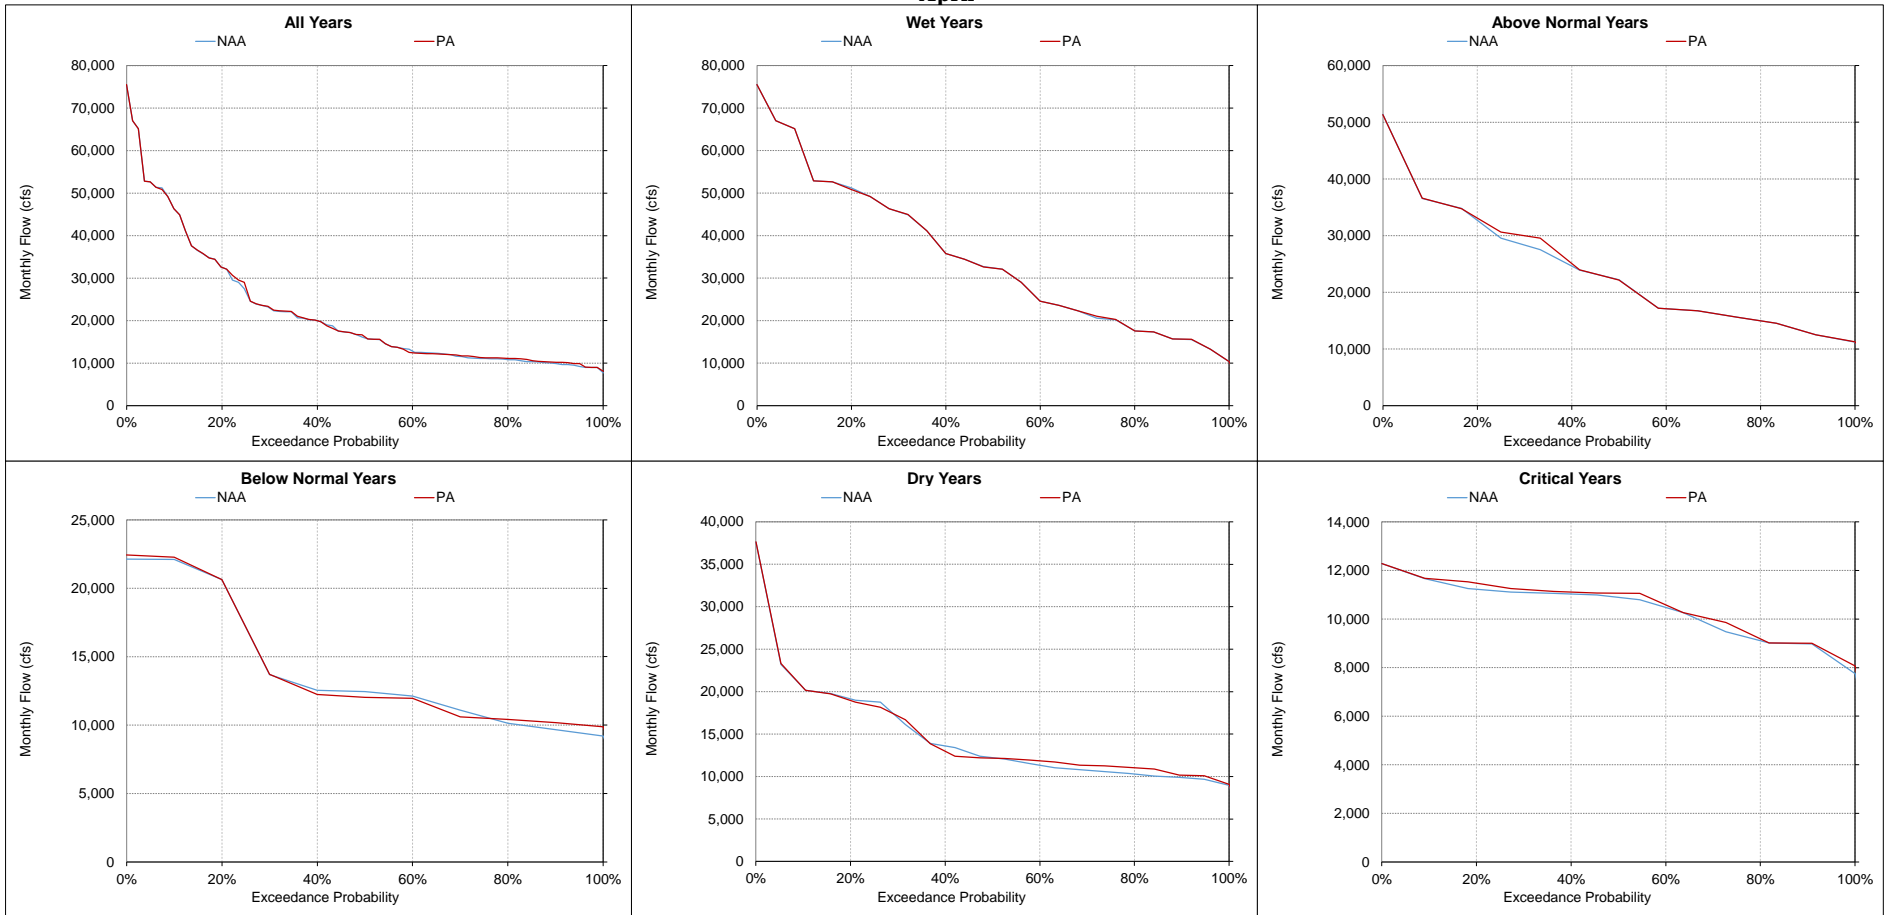 All Years
NAA PA
80,000
70,000
60,000
50,000
40,000
30,000
20,000
10,000
0
Monthly Flow (cfs)
0% 20% 40% 60% 80% 100%
Exceedance Probability
Wet Years
NAA PA
80,000
70,000
60,000
50,000
40,000
30,000
20,000
10,000
0
Monthly Flow (cfs)
0% 20% 40% 60% 80% 100%
Exceedance Probability
Above Normal Years
NAA PA
60,000
50,000
40,000
30,000
20,000
10,000
0
Monthly Flow (cfs)
0% 20% 40% 60% 80% 100%
Exceedance Probability
Below Normal Years
NAA PA
25,000
20,000
15,000
10,000
5,000
0
Monthly Flow (cfs)
0% 20% 40% 60% 80% 100%
Exceedance Probability
Dry Years
NAA PA
40,000
35,000
30,000
25,000
20,000
15,000
10,000
5,000
0
Monthly Flow (cfs)
0% 20% 40% 60% 80% 100%
Exceedance Probability
Critical Years
NAA PA
14,000
12,000
10,000
8,000
6,000
4,000
2,000
0
Monthly Flow (cfs)
0% 20% 40% 60% 80% 100%
Exceedance Probability